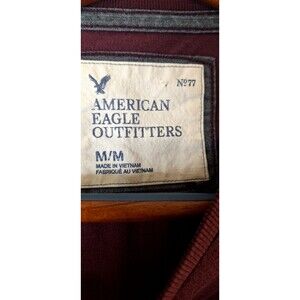 Nº77
AMERICAN
EAGLE
OUTFITTERS
M/M
MADE IN VIETNAM
FABRIQUÉ AU VIETNAM